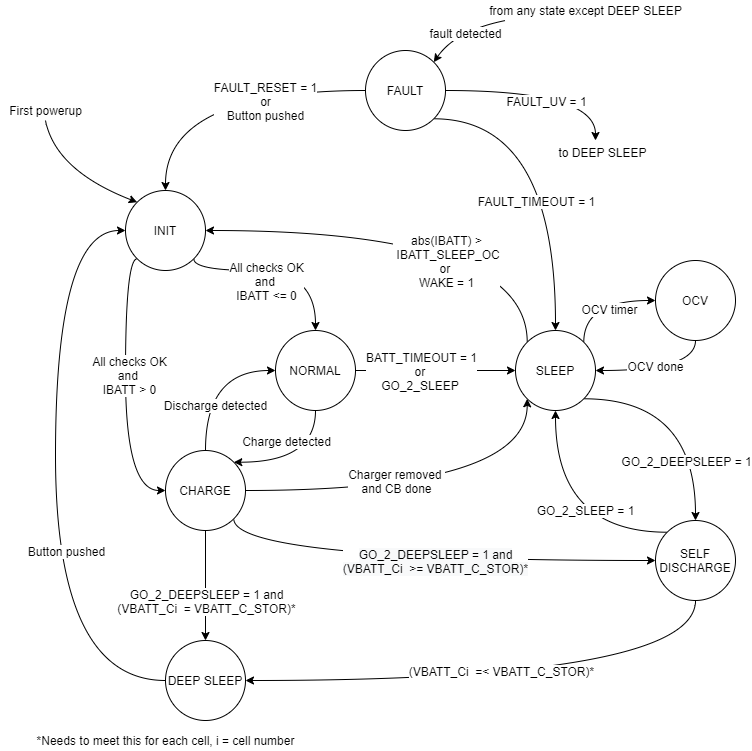 from any state except DEEP SLEEP
fault detected
FAULT
FAULT_RESET = 1
or
Button pushed
FAULT_UV = 1
First powerup
to DEEP SLEEP
FAULT_TIMEOUT = 1
INIT
abs(IBATT) >
IBATT_SLEEP_OC
or
WAKE = 1
All checks OK
and
IBATT <= 0
OCV
OCV timer
All checks OK
and
IBATT > 0
NORMAL
BATT_TIMEOUT = 1
or
GO_2_SLEEP
SLEEP
OCV done
Discharge detected
Charge detected
GO_2_DEEPSLEEP = 1
CHARGE
Charger removed
and CB done
GO_2_SLEEP = 1
Button pushed
GO_2_DEEPSLEEP = 1 and
(VBATT_Ci  >= VBATT_C_STOR)*
SELF
DISCHARGE
GO_2_DEEPSLEEP = 1 and
(VBATT_Ci  = VBATT_C_STOR)*
DEEP SLEEP
(VBATT_Ci  =< VBATT_C_STOR)*
*Needs to meet this for each cell, i = cell number